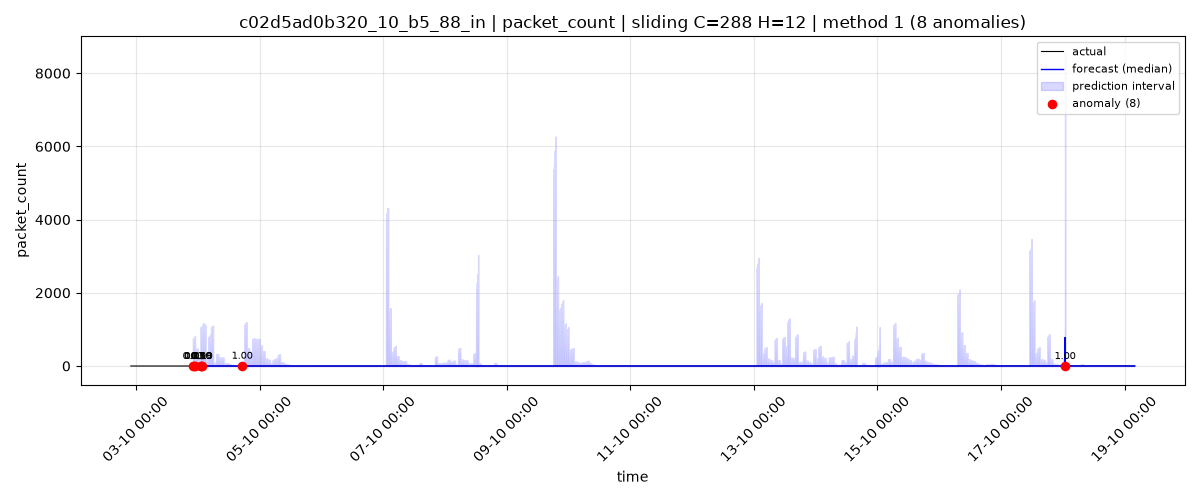 c02d5ad0b320_10_b5_88_in | packet_count | sliding C=288 H=12 | method 1 (8 anomalies)
actual
forecast (median)
prediction interval
anomaly (8)
packet_count
8000
6000
4000
2000
0
1.00
1.00
03-10 00:00
05-10 00:00
07-10 00:00
09-10 00:00
11-10 00:00
13-10 00:00
15-10 00:00
17-10 00:00
19-10 00:00
time